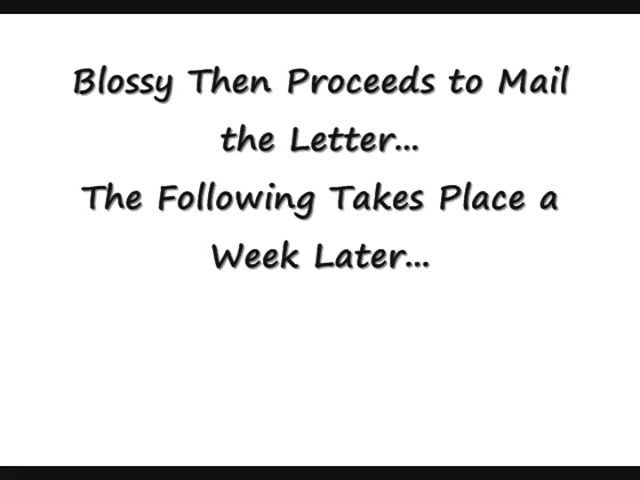 Blossy Then Proceeds to Mail
the Letter...
The Following Takes Place a
Week Later...